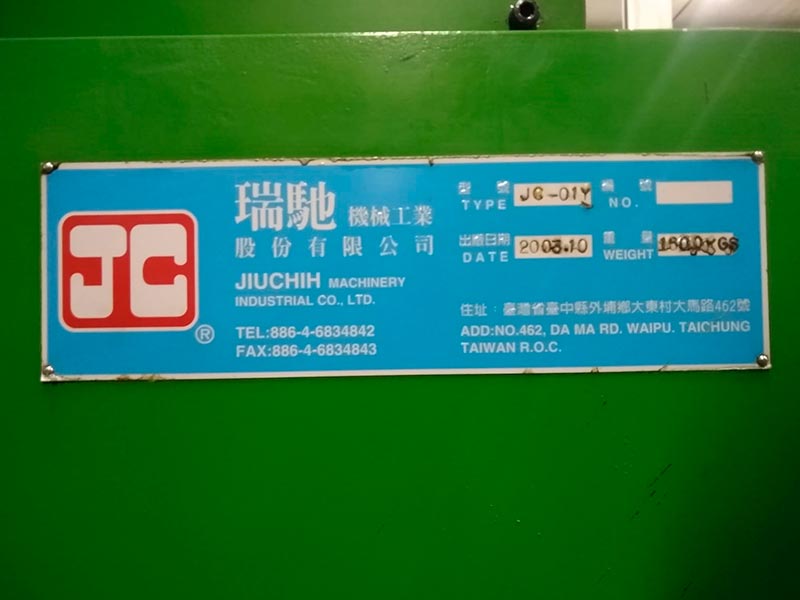 JC
®
瑞馳 機械工業
股份有限公司
JIUCHIH MACHINERY
INDUSTRIAL CO., LTD.
TEL:886-4-6834842
FAX:886-4-6834843
型號 TYPE JC-01Y 編號 NO.
出廠日期 DATE 2003.10 重量 WEIGHT
住址：臺灣省臺中縣外埔鄉大東村大馬路462號
ADD:NO.462, DA MA RD. WAIPU. TAICHUNG
TAIWAN R.O.C.